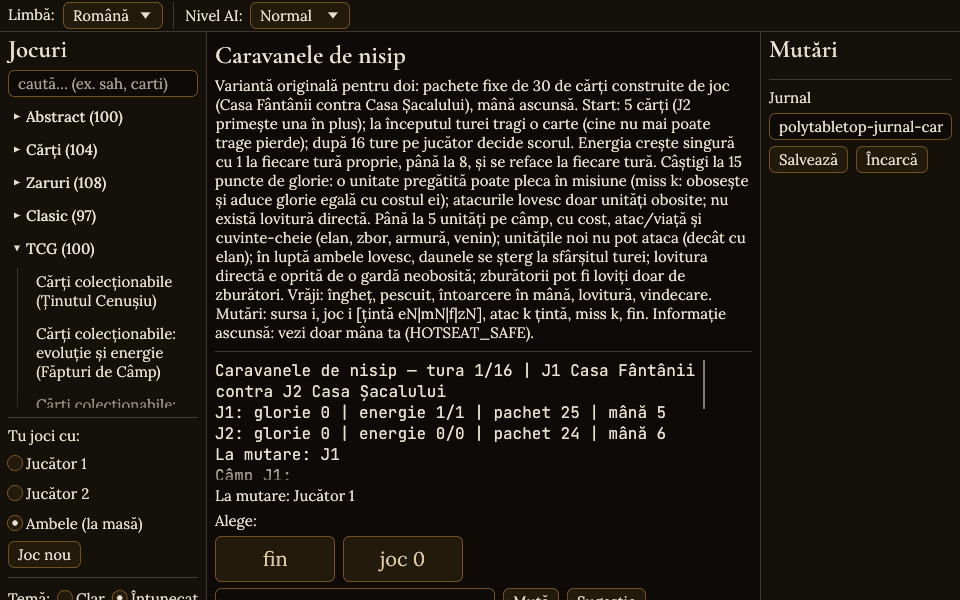 Limbă: Română ▼ Nivel AI: Normal ▼
Jocuri
caută... (ex. sah, carti)
▸ Abstract (100)
▸ Cărți (104)
▸ Zaruri (108)
▸ Clasic (97)
▾ TCG (100)
Cărți colecționabile
(Ținutul Cenușiu)
Cărți colecționabile:
evoluție și energie
(Făpturi de Câmp)
Cărți colecționabile:
Tu joci cu:
Jucător 1
Jucător 2
Ambele (la masă)
Joc nou
Temă: Clar Întunecat
Caravanele de nisip
Variantă originală pentru doi: pachete fixe de 30 de cărți construite de joc
(Casa Fântânii contra Casa Șacalului), mână ascunsă. Start: 5 cărți (J2
primește una în plus); la începutul turei tragi o carte (cine nu mai poate
trage pierde); după 16 ture pe jucător decide scorul. Energia crește singură
cu 1 la fiecare tură proprie, până la 8, și se reface la fiecare tură. Câștigi la 15
puncte de glorie: o unitate pregătită poate pleca în misiune (miss k: obosește
și aduce glorie egală cu costul ei); atacurile lovesc doar unități obosite; nu
există lovitură directă. Până la 5 unități pe câmp, cu cost, atac/viață și
cuvinte-cheie (elan, zbor, armură, venin); unitățile noi nu pot ataca (decât cu
elan); în luptă ambele lovesc, daunele se șterg la sfârșitul turei; lovitura
directă e oprită de o gardă neobosită; zburătorii pot fi loviți doar de
zburători. Vrăji: îngheț, pescuit, întoarcere în mână, lovitură, vindecare.
Mutări: sursa i, joc i [țintă eN|mN|f|zN], atac k țintă, miss k, fin. Informație
ascunsă: vezi doar mâna ta (HOTSEAT_SAFE).
Caravanele de nisip — tura 1/16 | J1 Casa Fântânii
contra J2 Casa Șacalului
J1: glorie 0 | energie 1/1 | pachet 25 | mână 5
J2: glorie 0 | energie 0/0 | pachet 24 | mână 6
La mutare: J1
Câmp J1:
La mutare: Jucător 1
Alege:
fin joc 0
Mută Sugestie
Mutări
Jurnal
polytabletop-jurnal-car
Salvează Încarcă